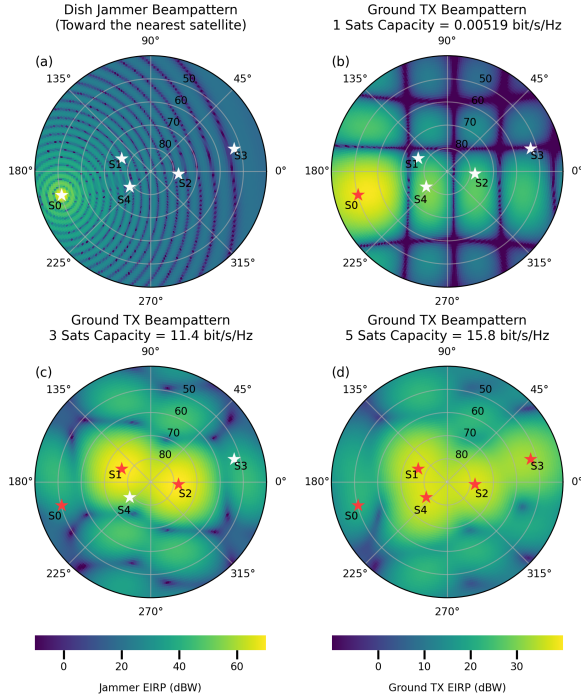 Dish Jammer Beampattern
(Toward the nearest satellite)
(a)
90°
45°
0°
315°
270°
225°
180°
135°
50
60
70
80
S0
S1
S2
S3
S4
Ground TX Beampattern
1 Sats Capacity = 0.00519 bit/s/Hz
(b)
90°
45°
0°
315°
270°
225°
180°
135°
50
60
70
80
S0
S1
S2
S3
S4
Ground TX Beampattern
3 Sats Capacity = 11.4 bit/s/Hz
(c)
90°
45°
0°
315°
270°
225°
180°
135°
50
60
70
80
S0
S1
S2
S3
S4
Ground TX Beampattern
5 Sats Capacity = 15.8 bit/s/Hz
(d)
90°
45°
0°
315°
270°
225°
180°
135°
50
60
70
80
S0
S1
S2
S3
S4
0 20 40 60
Jammer EIRP (dBW)
0 10 20 30
Ground TX EIRP (dBW)